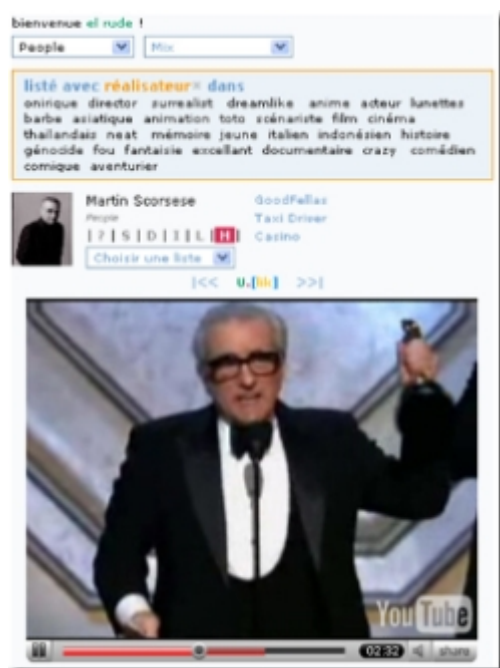 bienvenue el rude !
People Mix
listé avec réalisateur dans
onirique director surrealist dreamlike anime acteur lunettes
barbe asiatique animation toto scénariste film cinéma
thailandais neat mémoire jeune italien indonésien histoire
génocide fou fantaisie excellant documentaire crazy comédien
comique aventurier
Martin Scorsese GoodFellas
People Taxi Driver
| ? | S | D | I | L | H | Casino
Choisir une liste
|<< U.[lik] >>|
YouTube
02:32 share